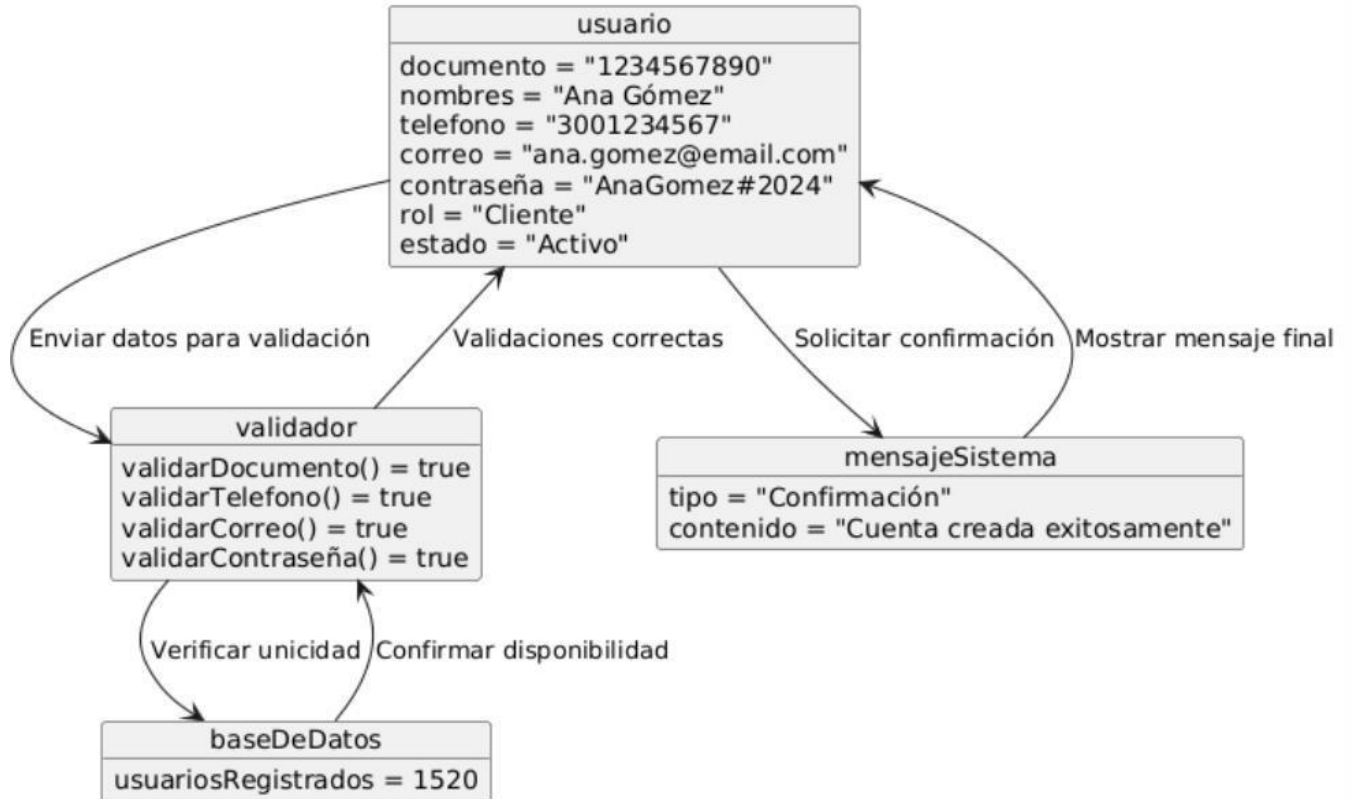 usuario
documento = "1234567890"
nombres = "Ana Gómez"
telefono = "3001234567"
correo = "ana.gomez@email.com"
contraseña = "AnaGomez#2024"
rol = "Cliente"
estado = "Activo"
Enviar datos para validación
Validaciones correctas
Solicitar confirmación
Mostrar mensaje final
validador
validarDocumento() = true
validarTelefono() = true
validarCorreo() = true
validarContraseña() = true
mensajeSistema
tipo = "Confirmación"
contenido = "Cuenta creada exitosamente"
Verificar unicidad
Confirmar disponibilidad
baseDeDatos
usuariosRegistrados = 1520